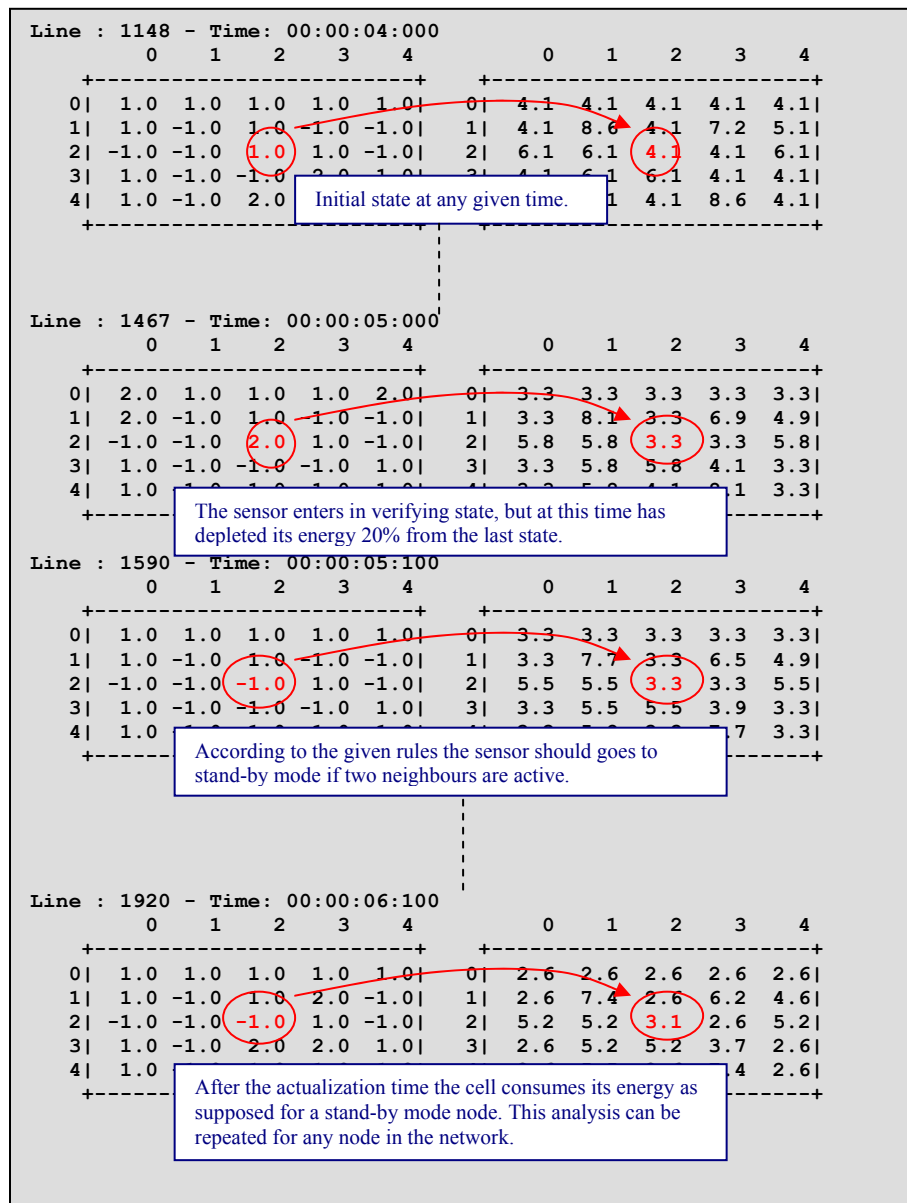 Line : 1148 - Time: 00:00:04:000
0 1 2 3 4 0 1 2 3 4
+------------------------+ +------------------------+
0| 1.0 1.0 1.0 1.0 1.0| 0| 4.1 4.1 4.1 4.1 4.1|
1| 1.0 -1.0 1.0 -1.0 -1.0| 1| 4.1 8.6 4.1 7.2 5.1|
2| -1.0 -1.0 1.0 1.0 -1.0| 2| 6.1 6.1 4.1 4.1 6.1|
3| 1.0 -1.0 -1.0 6.1 4.1 4.1|
4| 1.0 -1.0 2.0 4.1 8.6 4.1|
Initial state at any given time.
+------------------------+
Line : 1467 - Time: 00:00:05:000
0 1 2 3 4 0 1 2 3 4
+------------------------+ +------------------------+
0| 2.0 1.0 1.0 1.0 2.0| 0| 3.3 3.3 3.3 3.3 3.3|
1| 2.0 -1.0 1.0 -1.0 -1.0| 1| 3.3 8.1 3.3 6.9 4.9|
2| -1.0 -1.0 2.0 1.0 -1.0| 2| 5.8 5.8 3.3 3.3 5.8|
3| 1.0 -1.0 -1.0 -1.0 1.0| 3| 3.3 5.8 5.8 4.1 3.3|
4| 1.0 3.3|
The sensor enters in verifying state, but at this time has
depleted its energy 20% from the last state.
Line : 1590 - Time: 00:00:05:100
0 1 2 3 4 0 1 2 3 4
+------------------------+ +------------------------+
0| 1.0 1.0 1.0 1.0 1.0| 0| 3.3 3.3 3.3 3.3 3.3|
1| 1.0 -1.0 1.0 -1.0 -1.0| 1| 3.3 7.7 3.3 6.5 4.9|
2| -1.0 -1.0 -1.0 1.0 -1.0| 2| 5.5 5.5 3.3 3.3 5.5|
3| 1.0 -1.0 -1.0 -1.0 1.0| 3| 3.3 5.5 5.5 3.9 3.3|
4| 1.0 3.3|
According to the given rules the sensor should goes to
stand-by mode if two neighbours are active.
Line : 1920 - Time: 00:00:06:100
0 1 2 3 4 0 1 2 3 4
+------------------------+ +------------------------+
0| 1.0 1.0 1.0 1.0 1.0| 0| 2.6 2.6 2.6 2.6 2.6|
1| 1.0 -1.0 1.0 2.0 -1.0| 1| 2.6 7.4 2.6 6.2 4.6|
2| -1.0 -1.0 -1.0 1.0 -1.0| 2| 5.2 5.2 3.1 2.6 5.2|
3| 1.0 -1.0 2.0 2.0 1.0| 3| 2.6 5.2 5.2 3.7 2.6|
4| 1.0 2.6|
After the actualization time the cell consumes its energy as
supposed for a stand-by mode node. This analysis can be
repeated for any node in the network.